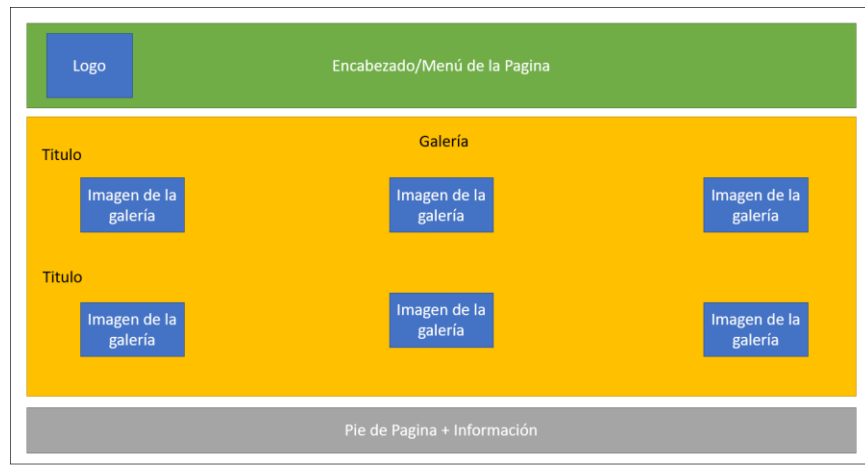 Logo
Encabezado/Menú de la Pagina
Galería
Titulo
Imagen de la
galería
Imagen de la
galería
Imagen de la
galería
Titulo
Imagen de la
galería
Imagen de la
galería
Imagen de la
galería
Pie de Pagina + Información